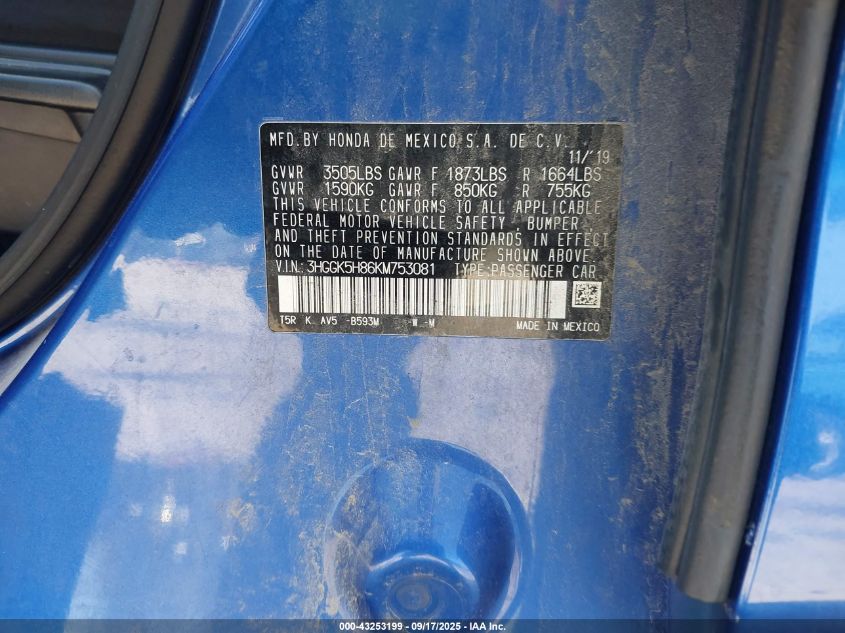 MFD. BY HONDA DE MEXICO S.A. DE C.V.
11/'19
GVWR 3505LBS GAWR F 1873LBS R 1664LBS
GVWR 1590KG GAWR F 850KG R 755KG
THIS VEHICLE CONFORMS TO ALL APPLICABLE
FEDERAL MOTOR VEHICLE SAFETY, BUMPER,
AND THEFT PREVENTION STANDARDS IN EFFECT
ON THE DATE OF MANUFACTURE SHOWN ABOVE.
V.I.N.: 3HGGK5H86KM753081 TYPE:PASSENGER CAR
T5R K. AV5 -B593M -W -M MADE IN MEXICO
000-43253199 - 09/17/2025 - IAA Inc.